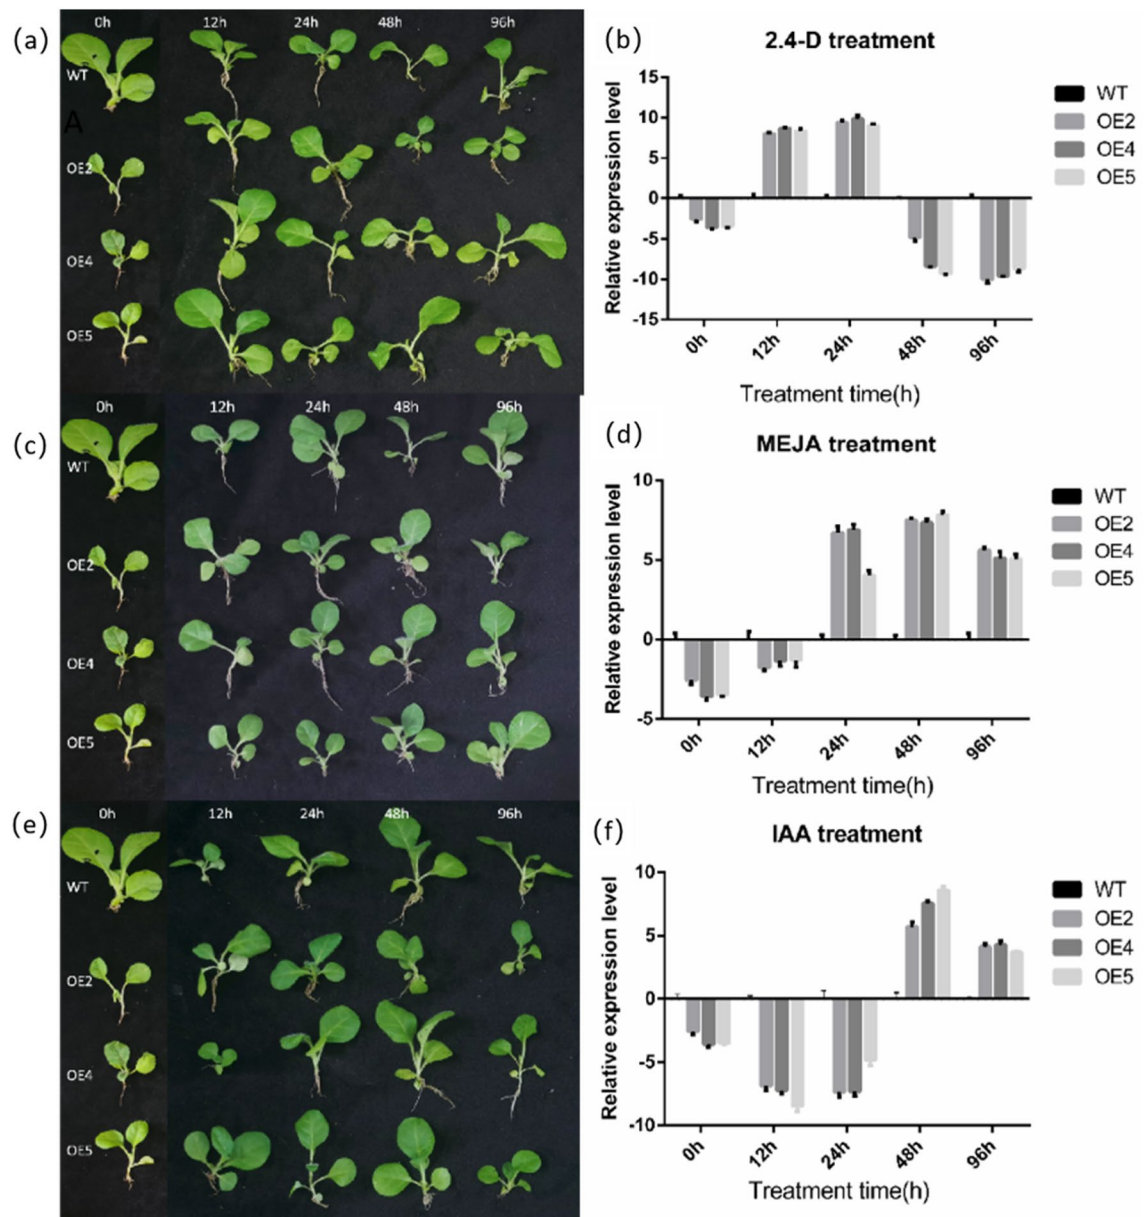 (a)
0h 12h 24h 48h 96h
WT
A
OE2
OE4
OE5
(b)
2.4-D treatment
Relative expression level
15
10
5
0
-5
-10
-15
0h 12h 24h 48h 96h
Treatment time(h)
WT
OE2
OE4
OE5
(c)
0h 12h 24h 48h 96h
WT
OE2
OE4
OE5
(d)
MEJA treatment
Relative expression level
10
5
0
-5
0h 12h 24h 48h 96h
Treatment time(h)
WT
OE2
OE4
OE5
(e)
0h 12h 24h 48h 96h
WT
OE2
OE4
OE5
(f)
IAA treatment
Relative expression level
10
5
0
-5
-10
0h 12h 24h 48h 96h
Treatment time(h)
WT
OE2
OE4
OE5